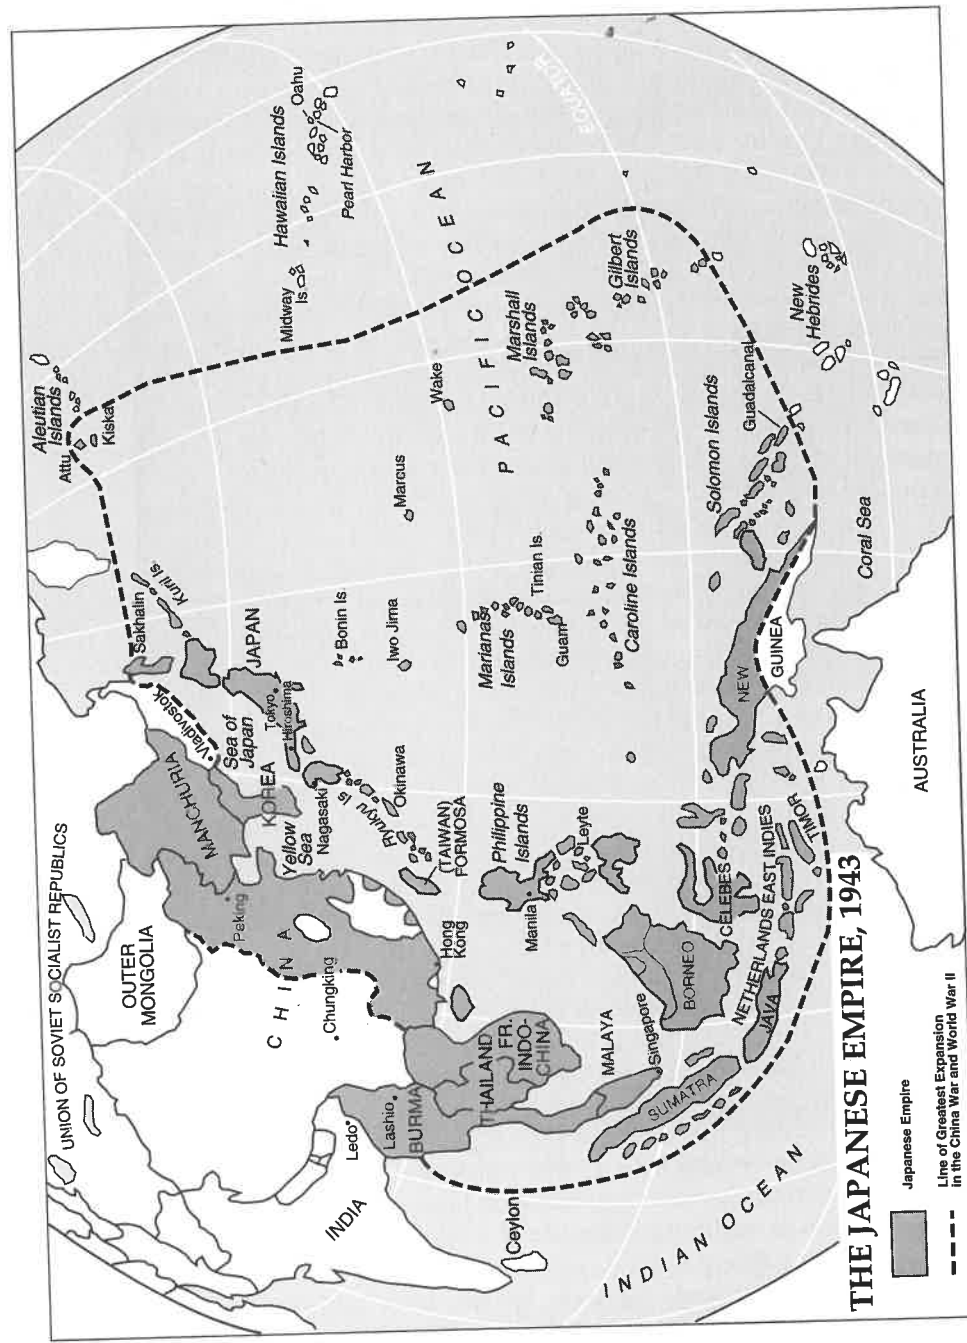 THE JAPANESE EMPIRE, 1943
Japanese Empire
Line of Greatest Expansion
in the China War and World War II
UNION OF SOVIET SOCIALIST REPUBLICS
OUTER
MONGOLIA
MANCHURIA
Peking
CHINA
Chungking
KOREA
Yellow
Sea
Sea of
Japan
Vladivostok
Sakhalin
Kuril Is.
JAPAN
Tokyo
Hiroshima
Nagasaki
Ryukyu Is
Okinawa
(TAIWAN)
FORMOSA
Hong
Kong
Ledo
Lashio
BURMA
INDIA
Ceylon
THAILAND
FR.
INDO-
CHINA
MALAYA
Singapore
SUMATRA
BORNEO
JAVA
NETHERLANDS EAST INDIES
CELEBES
TIMOR
Philippine
Islands
Manila
Leyte
INDIAN OCEAN
AUSTRALIA
NEW
GUINEA
Coral Sea
Solomon Islands
Guadalcanal
New
Hebrides
Gilbert
Islands
Marshall
Islands
Caroline Islands
Marianas
Islands
Tinian Is.
Guam
Bonin Is
Iwo Jima
Marcus
Wake
PACIFIC OCEAN
Midway
Is.
Hawaiian Islands
Oahu
Pearl Harbor
Aleutian
Islands
Attu
Kiska
EQUATOR